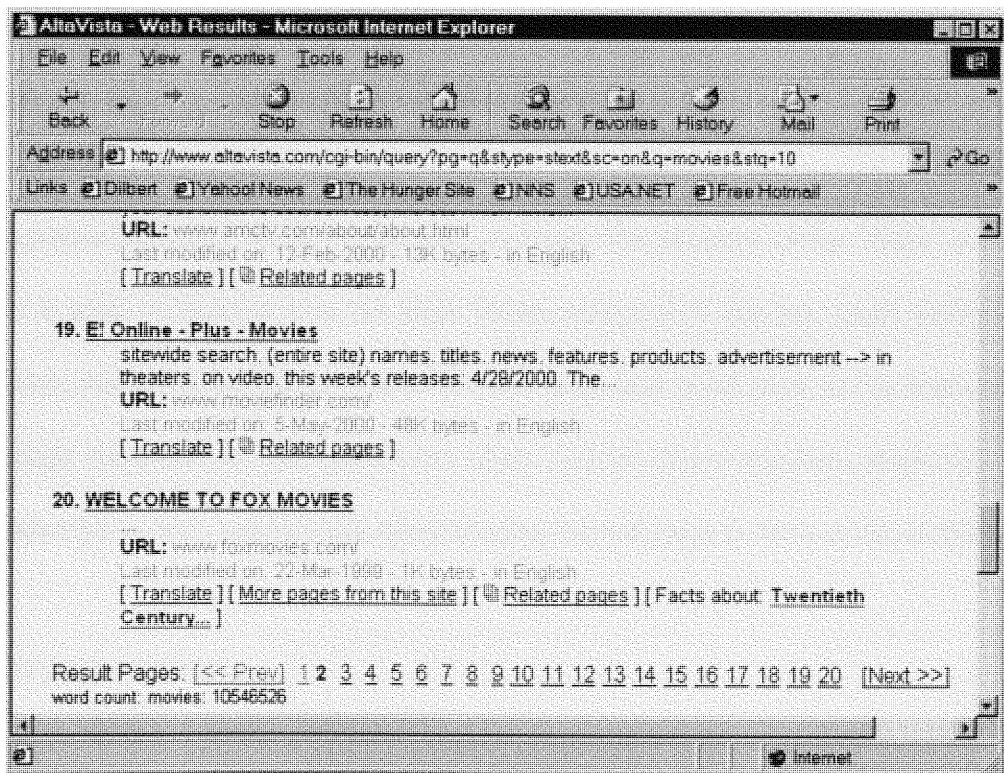 AltaVista - Web Results - Microsoft Internet Explorer
File Edit View Favorites Tools Help
Back Stop Refresh Home Search Favorites History Mail Print »
Address http://www.altavista.com/cgi-bin/query?pg=q&stype=stext&sc=on&q=movies&stq=10 Go
Links Dilbert Yahoo! News The Hunger Site NNS USA.NET Free Hotmail »
URL: www.amctv.com/about/about.html
Last modified on: 12-Feb-2000 - 13K bytes - in English
[ Translate ] [ Related pages ]
19. E! Online - Plus - Movies
sitewide search. (entire site) names. titles. news. features. products. advertisement --> in
theaters. on video. this week's releases: 4/28/2000. The...
URL: www.moviefinder.com/
Last modified on: 5-May-2000 - 48K bytes - in English
[ Translate ] [ Related pages ]
20. WELCOME TO FOX MOVIES
...
URL: www.foxmovies.com/
Last modified on: 22-Mar-1999 - 1K bytes - in English
[ Translate ] [ More pages from this site ] [ Related pages ] [ Facts about: Twentieth
Century... ]
Result Pages: [<< Prev] 1 2 3 4 5 6 7 8 9 10 11 12 13 14 15 16 17 18 19 20 [Next >>]
word count: movies: 10546526
Internet